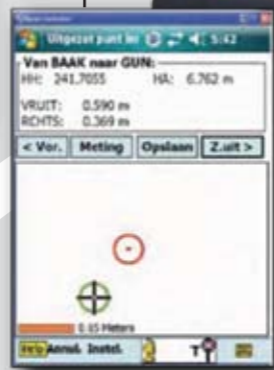 Uitgezet punt in: 5:42
Van BAAK naar GUN:
HH: 241.7055 HA: 6.762 m
VRUIT: 0.590 m
RCHTS: 0.369 m
< Vor. Meting Opslaan Z.uit >
0.65 Meters
Help Annul. Instel.